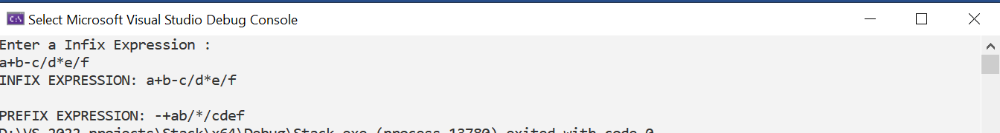 Select Microsoft Visual Studio Debug Console
Enter a Infix Expression :
a+b-c/d*e/f
INFIX EXPRESSION: a+b-c/d*e/f
PREFIX EXPRESSION: -+ab/*/cdef
D:\VS 2022 projects\Stack\x64\Debug\Stack.exe (process 13780) exited with code 0